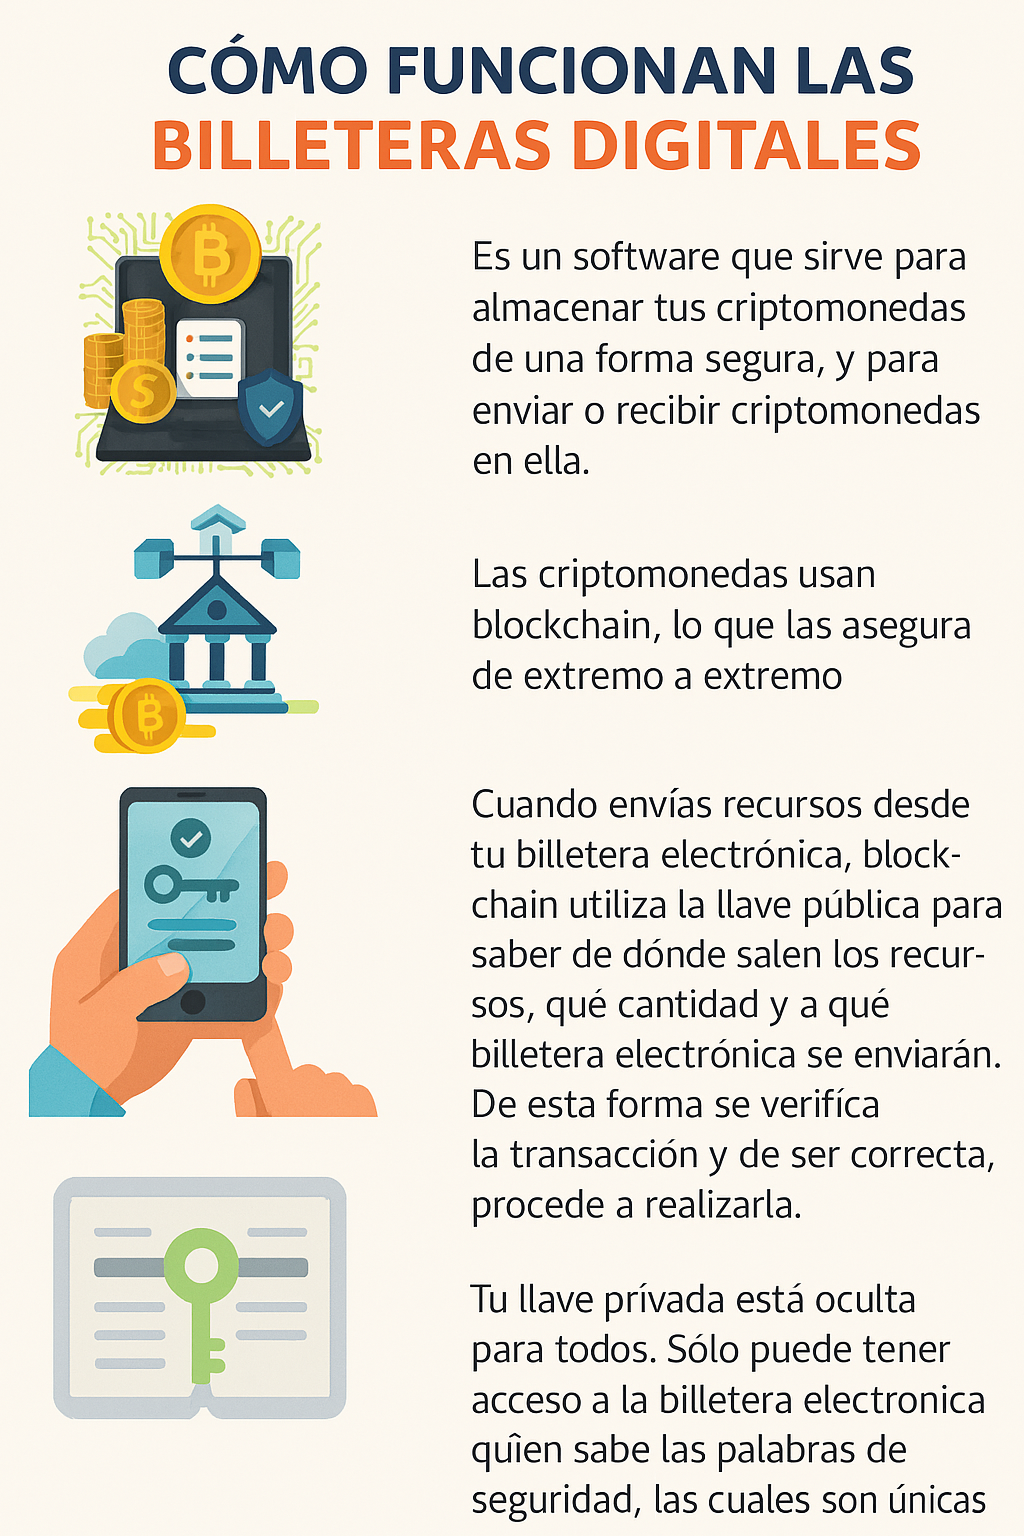 CÓMO FUNCIONAN LAS
BILLETERAS DIGITALES
Es un software que sirve para
almacenar tus criptomonedas
de una forma segura, y para
enviar o recibir criptomonedas
en ella.
Las criptomonedas usan
blockchain, lo que las asegura
de extremo a extremo
Cuando envías recursos desde
tu billetera electrónica, block-
chain utiliza la llave pública para
saber de dónde salen los recur-
sos, qué cantidad y a qué
billetera electrónica se enviarán.
De esta forma se verifíca
la transacción y de ser correcta,
procede a realizarla.
Tu llave prívada está oculta
para todos. Sólo puede tener
acceso a la billetera electronica
quîen sabe las palabras de
seguridad, las cuales son únicas